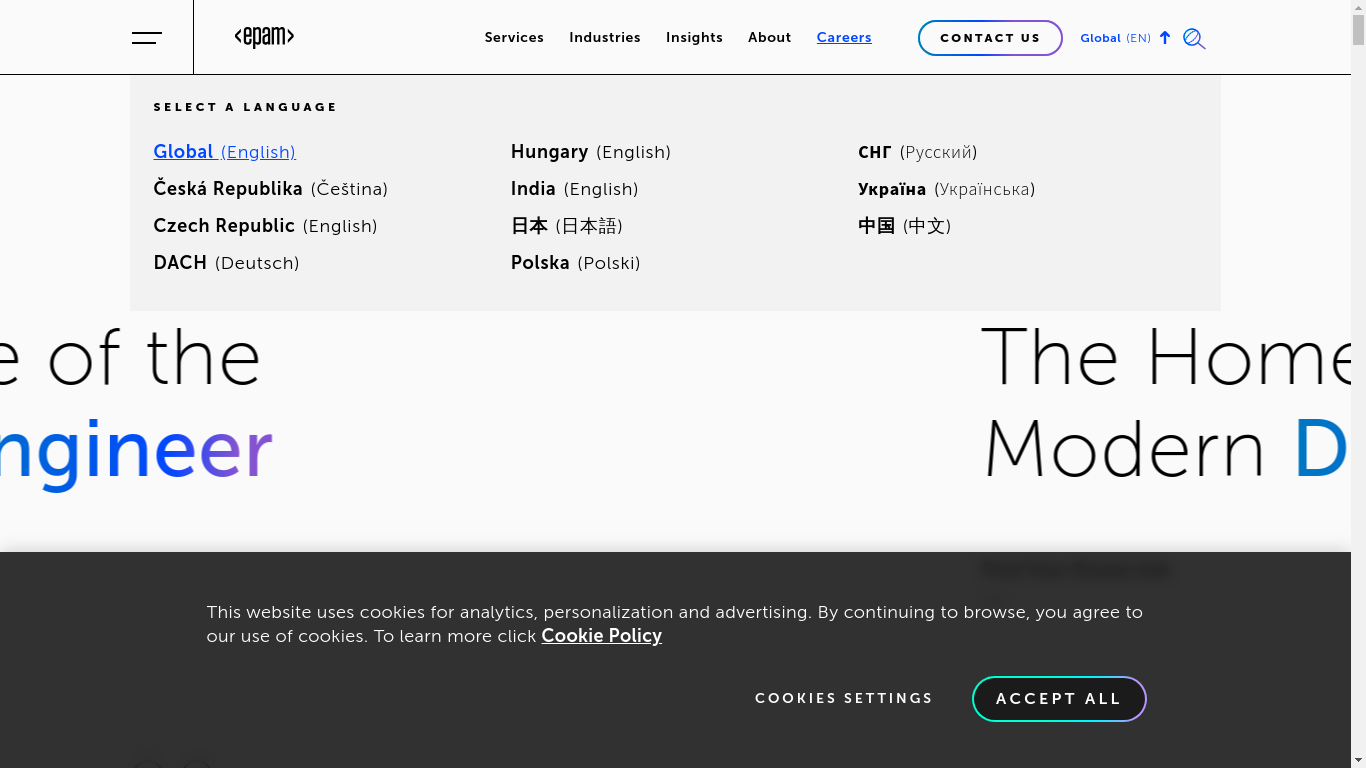 <epam>
Services Industries Insights About Careers CONTACT US Global (EN)
SELECT A LANGUAGE
Global (English)
Česká Republika (Čeština)
Czech Republic (English)
DACH (Deutsch)
Hungary (English)
India (English)
日本 (日本語)
Polska (Polski)
СНГ (Русский)
Україна (Українська)
中国 (中文)
e of the
ngineer
The Home
Modern D
This website uses cookies for analytics, personalization and advertising. By continuing to browse, you agree to
our use of cookies. To learn more click Cookie Policy
COOKIES SETTINGS ACCEPT ALL